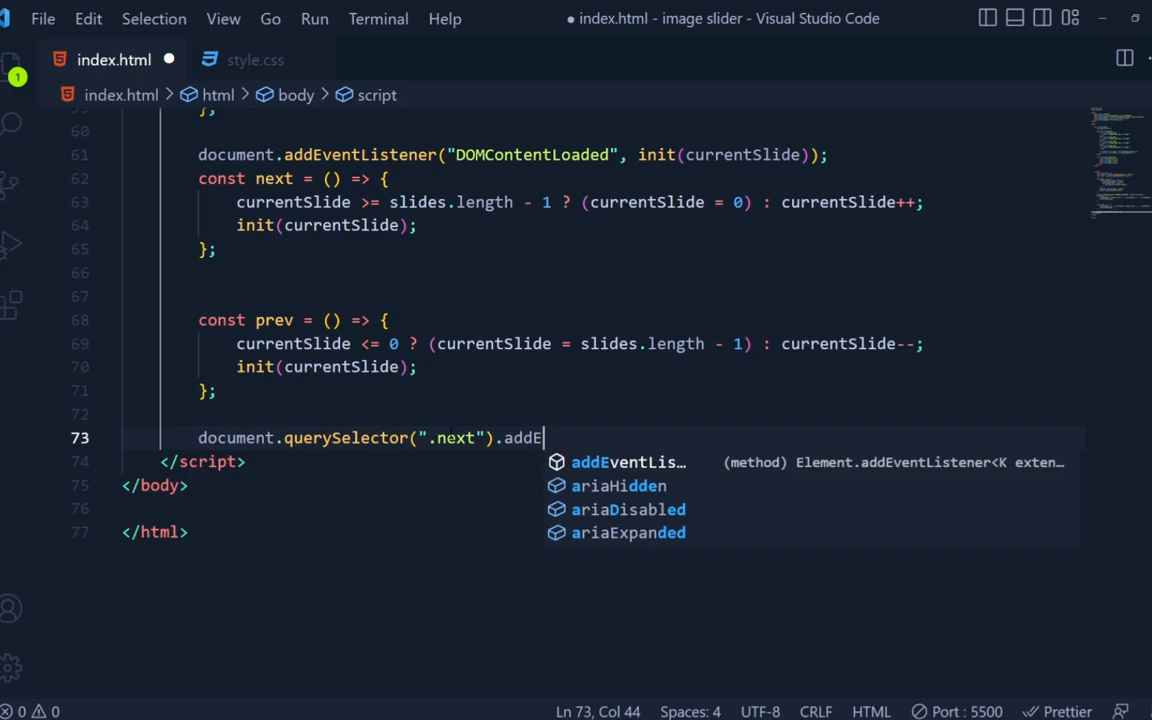 File Edit Selection View Go Run Terminal Help ● index.html - image slider - Visual Studio Code
index.html style.css
index.html > html > body > script
1
};
60
61 document.addEventListener("DOMContentLoaded", init(currentSlide));
62 const next = () => {
63 currentSlide >= slides.length - 1 ? (currentSlide = 0) : currentSlide++;
64 init(currentSlide);
65 };
66
67
68 const prev = () => {
69 currentSlide <= 0 ? (currentSlide = slides.length - 1) : currentSlide--;
70 init(currentSlide);
71 };
72
73 document.querySelector(".next").addE
74 </script>
addEventLis… (method) Element.addEventListener<K exten…
75 </body>
ariaHidden
76
ariaDisabled
77 </html>
ariaExpanded
0 0 Ln 73, Col 44 Spaces: 4 UTF-8 CRLF HTML Port : 5500 Prettier